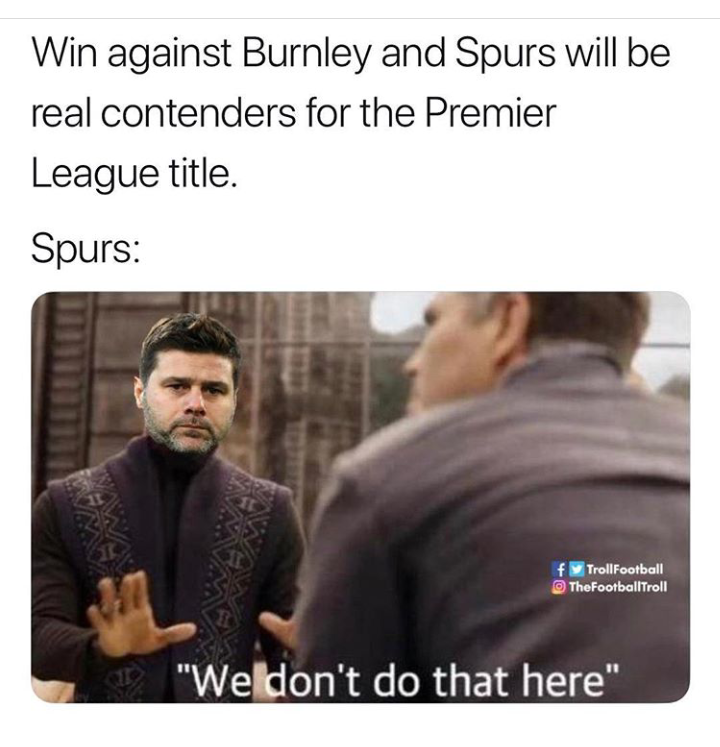 Win against Burnley and Spurs will be
real contenders for the Premier
League title.
Spurs:
TrollFootball
TheFootballTroll
"We don't do that here"